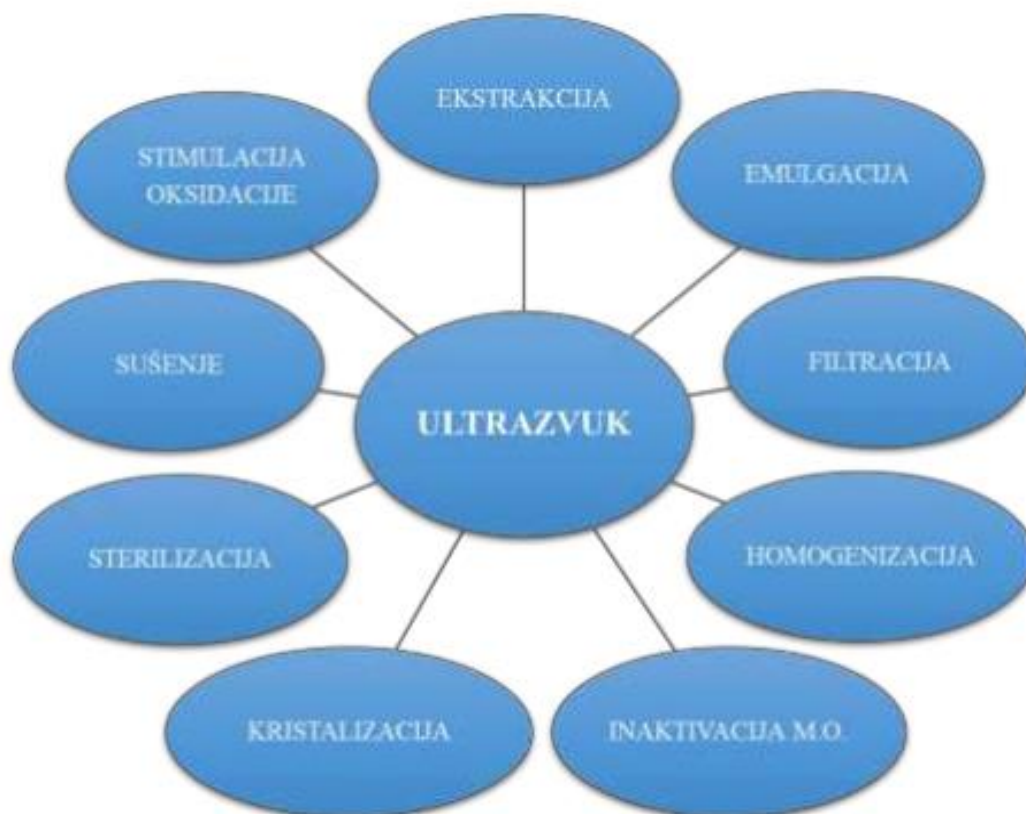 EKSTRAKCIJA
STIMULACIJA
OKSIDACIJE
EMULGACIJA
SUŠENJE
FILTRACIJA
ULTRAZVUK
STERILIZACIJA
HOMOGENIZACIJA
KRISTALIZACIJA
INAKTIVACIJA M.O.